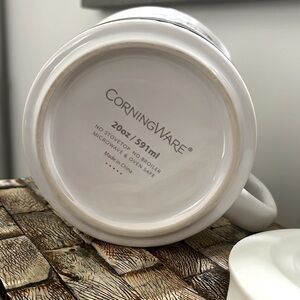 CORNINGWARE®
20oz / 591ml
NO STOVETOP NO BROILER
MICROWAVE & OVEN SAFE
Made in China